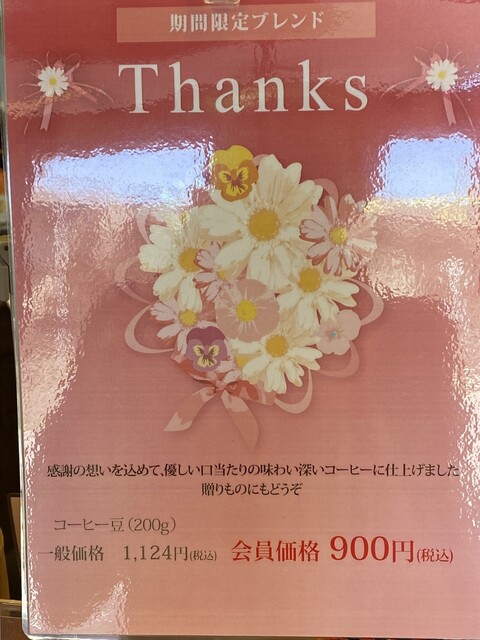 期間限定ブレンド
Thanks
感謝の想いを込めて、優しい口当たりの味わい深いコーヒーに仕上げました
贈りものにもどうぞ
コーヒー豆(200g)
一般価格 1,124円(税込) 会員価格 900円(税込)